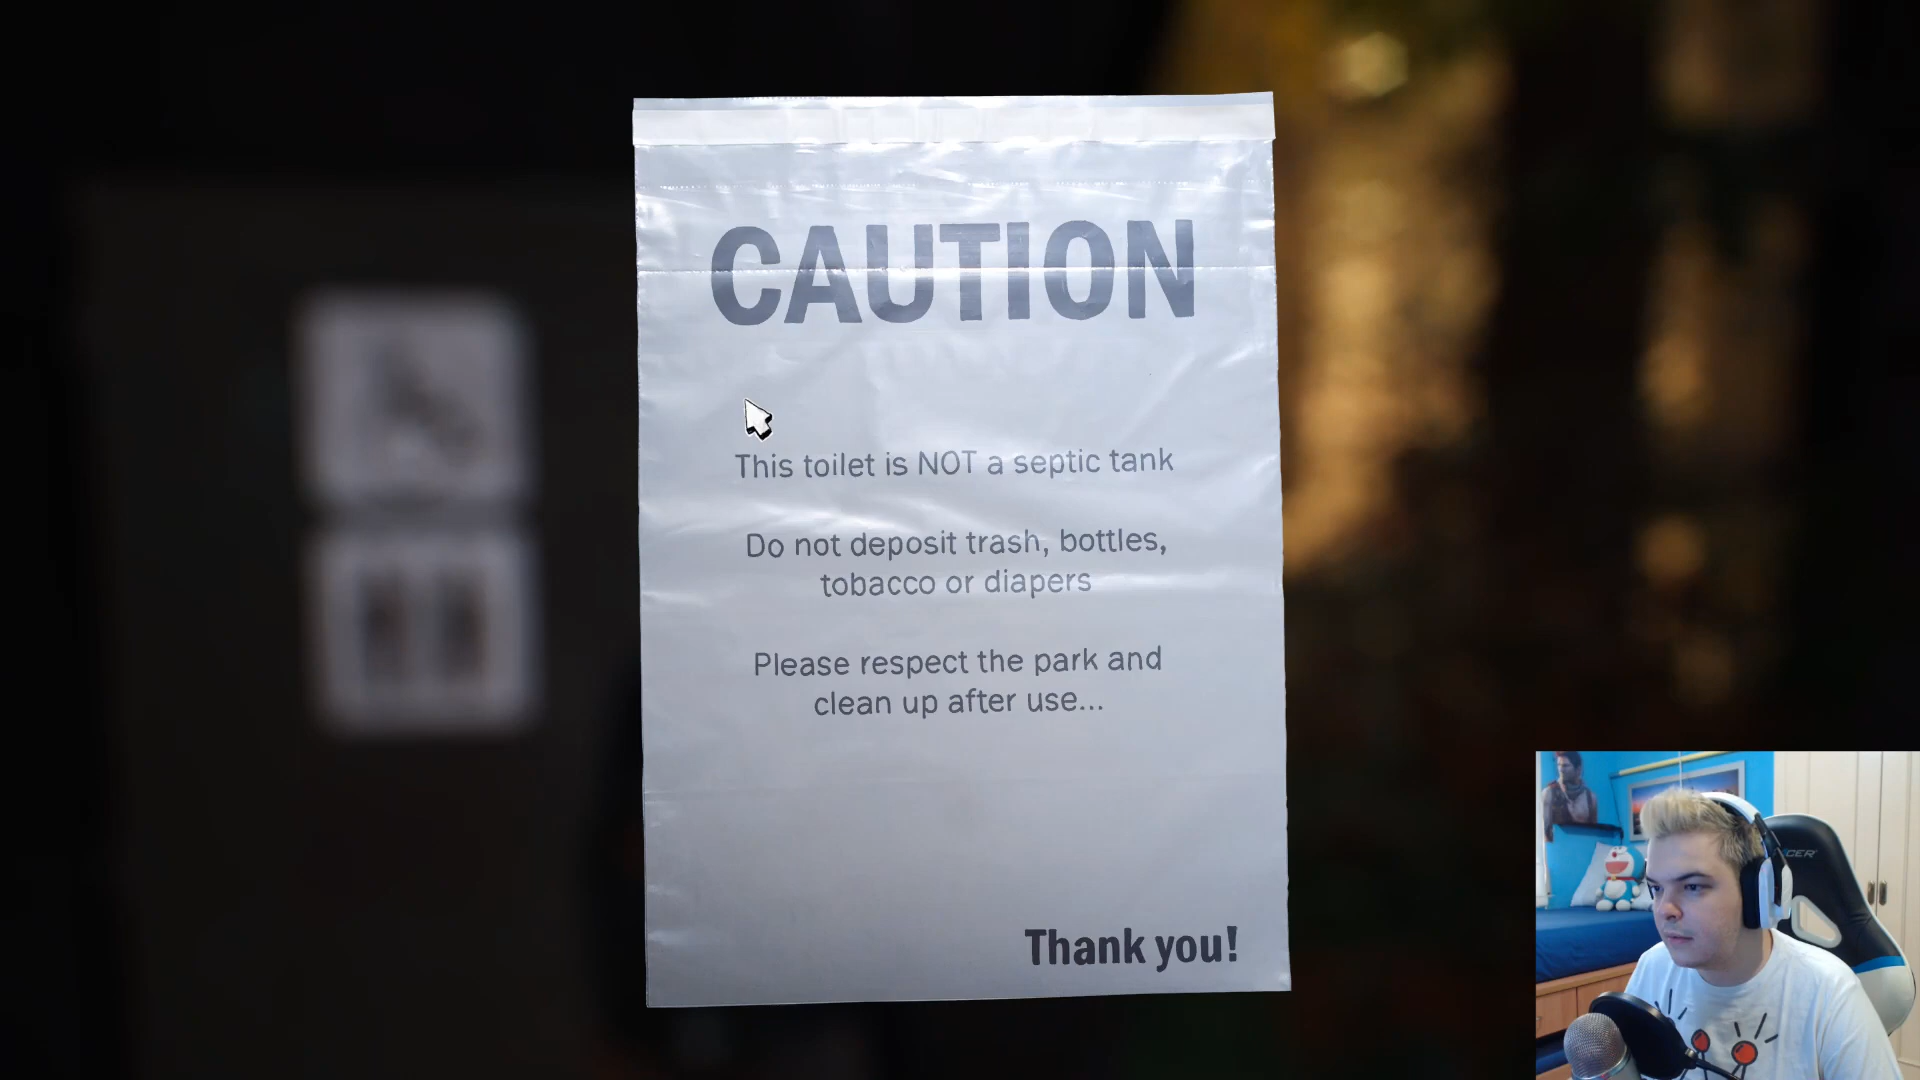 CAUTION
This toilet is NOT a septic tank
Do not deposit trash, bottles,
tobacco or diapers
Please respect the park and
clean up after use...
Thank you!